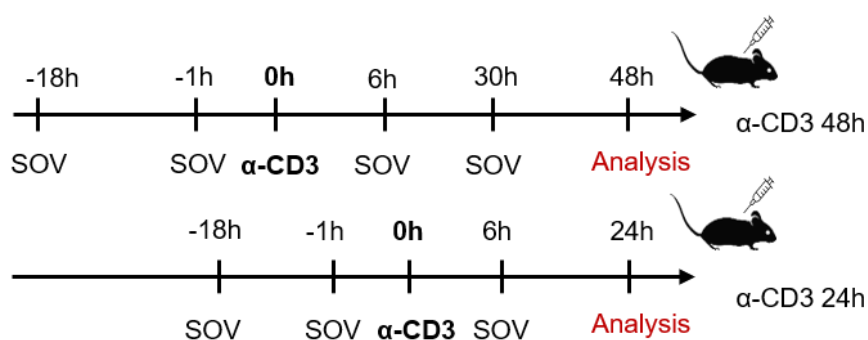 -18h -1h 0h 6h 30h 48h
α-CD3 48h
SOV SOV α-CD3 SOV SOV Analysis
-18h -1h 0h 6h 24h
α-CD3 24h
SOV SOV α-CD3 SOV Analysis